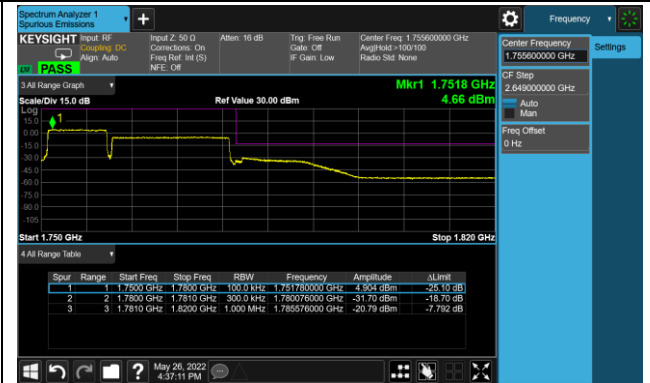 Spectrum Analyzer 1
Spurious Emissions
Frequency
KEYSIGHT
Input: RF
Coupling: DC
Align: Auto
Input Z: 50 Ω
Corrections: On
Freq Ref: Int (S)
NFE: Off
Atten: 16 dB
Trig: Free Run
Gate: Off
IF Gain: Low
Center Freq: 1.755600000 GHz
Avg|Hold:>100/100
Radio Std: None
PASS
Center Frequency
1.755600000 GHz
Settings
CF Step
2.649000000 GHz
Auto
Man
Freq Offset
0 Hz
3 All Range Graph
Mkr1 1.7518 GHz
Scale/Div 15.0 dB
Ref Value 30.00 dBm
4.66 dBm
Log
1
15.0
0.00
-15.0
-30.0
-45.0
-60.0
-75.0
-90.0
-105
Start 1.750 GHz
Stop 1.820 GHz
4 All Range Table
Spur Range Start Freq Stop Freq RBW Frequency Amplitude ΔLimit
1 1 1.7500 GHz 1.7800 GHz 100.0 kHz 1.751780000 GHz 4.904 dBm -25.10 dB
2 2 1.7800 GHz 1.7810 GHz 300.0 kHz 1.780076000 GHz -31.70 dBm -18.70 dB
3 3 1.7810 GHz 1.8200 GHz 1.000 MHz 1.785576000 GHz -20.79 dBm -7.792 dB
?
May 26, 2022
4:37:11 PM